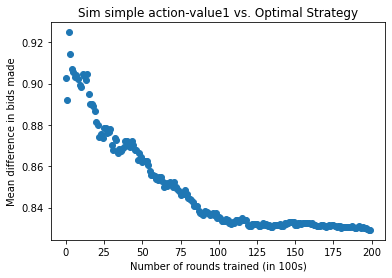 Sim simple action-value1 vs. Optimal Strategy
Mean difference in bids made
0.92
0.90
0.88
0.86
0.84
0 25 50 75 100 125 150 175 200
Number of rounds trained (in 100s)